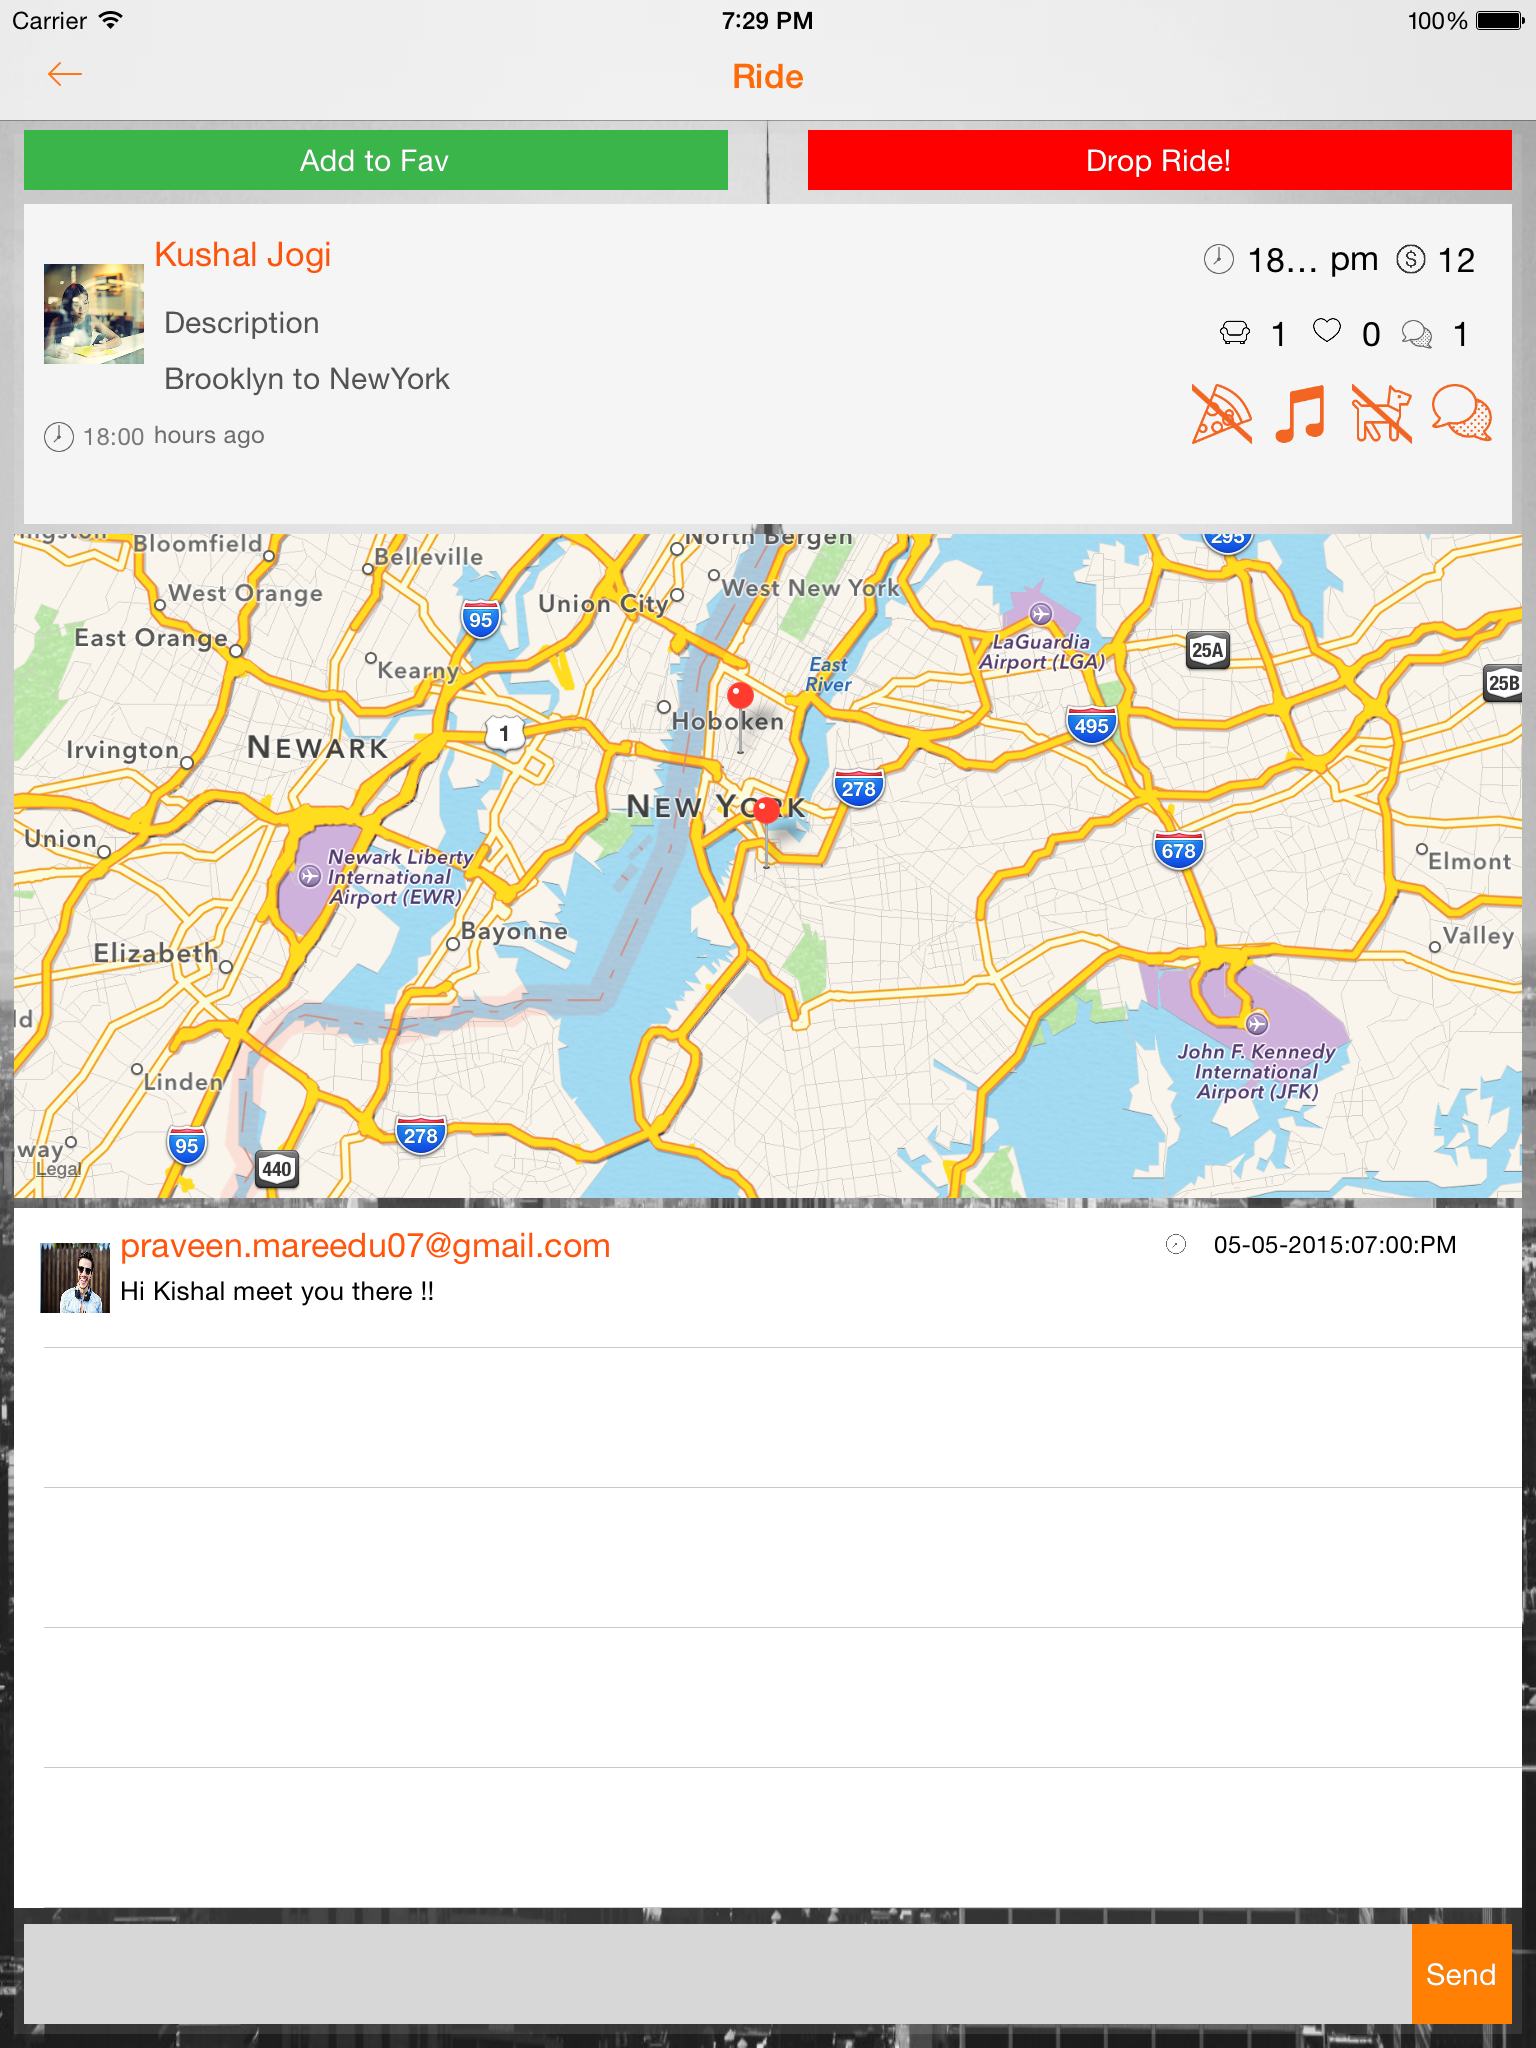 Carrier 7:29 PM 100%
Ride
Add to Fav Drop Ride!
Kushal Jogi
18... pm $ 12
Description
1 0 1
Brooklyn to NewYork
18:00 hours ago
North Bergen
295
Bloomfield
Belleville
West Orange
West New York
Union City
95
LaGuardia
Airport (LGA)
East Orange
25A
Kearny
East
River
25B
Hoboken
495
1
Irvington
NEWARK
278
NEW YORK
Union
678
Newark Liberty
International
Airport (EWR)
Elmont
Bayonne
Valley
Elizabeth
ld
John F. Kennedy
International
Airport (JFK)
Linden
278
95
way
Legal
440
praveen.mareedu07@gmail.com 05-05-2015:07:00:PM
Hi Kishal meet you there !!
Send